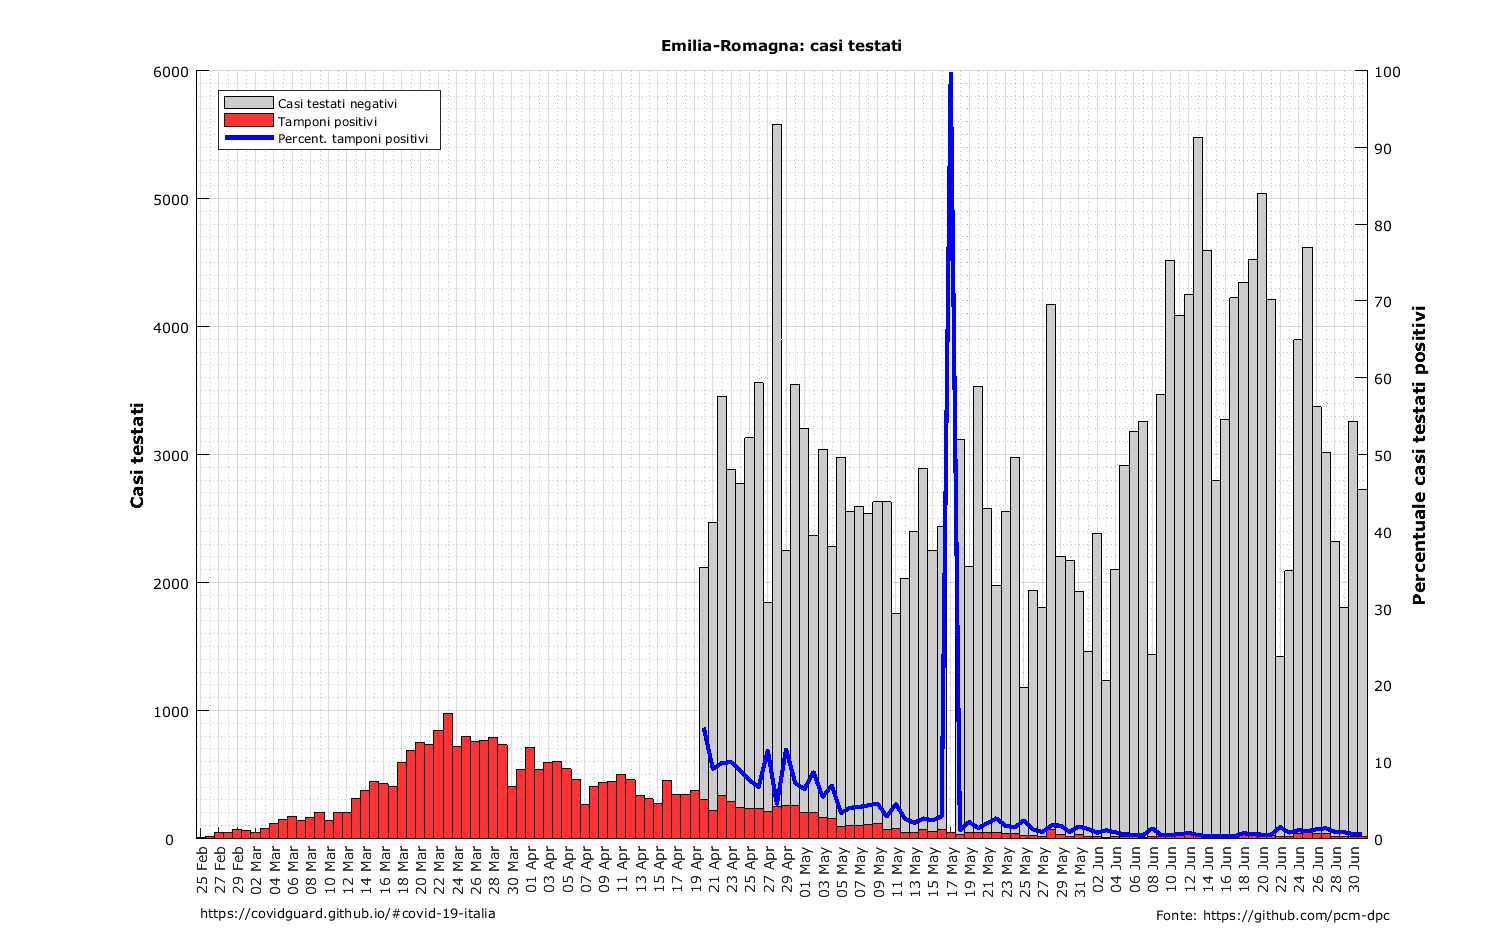 Emilia-Romagna: casi testati
Casi testati negativi
Tamponi positivi
Percent. tamponi positivi
Casi testati
6000
5000
4000
3000
2000
1000
0
Percentuale casi testati positivi
100
90
80
70
60
50
40
30
20
10
0
25 Feb
27 Feb
29 Feb
02 Mar
04 Mar
06 Mar
08 Mar
10 Mar
12 Mar
14 Mar
16 Mar
18 Mar
20 Mar
22 Mar
24 Mar
26 Mar
28 Mar
30 Mar
01 Apr
03 Apr
05 Apr
07 Apr
09 Apr
11 Apr
13 Apr
15 Apr
17 Apr
19 Apr
21 Apr
23 Apr
25 Apr
27 Apr
29 Apr
01 May
03 May
05 May
07 May
09 May
11 May
13 May
15 May
17 May
19 May
21 May
23 May
25 May
27 May
29 May
31 May
02 Jun
04 Jun
06 Jun
08 Jun
10 Jun
12 Jun
14 Jun
16 Jun
18 Jun
20 Jun
22 Jun
24 Jun
26 Jun
28 Jun
30 Jun
https://covidguard.github.io/#covid-19-italia
Fonte: https://github.com/pcm-dpc